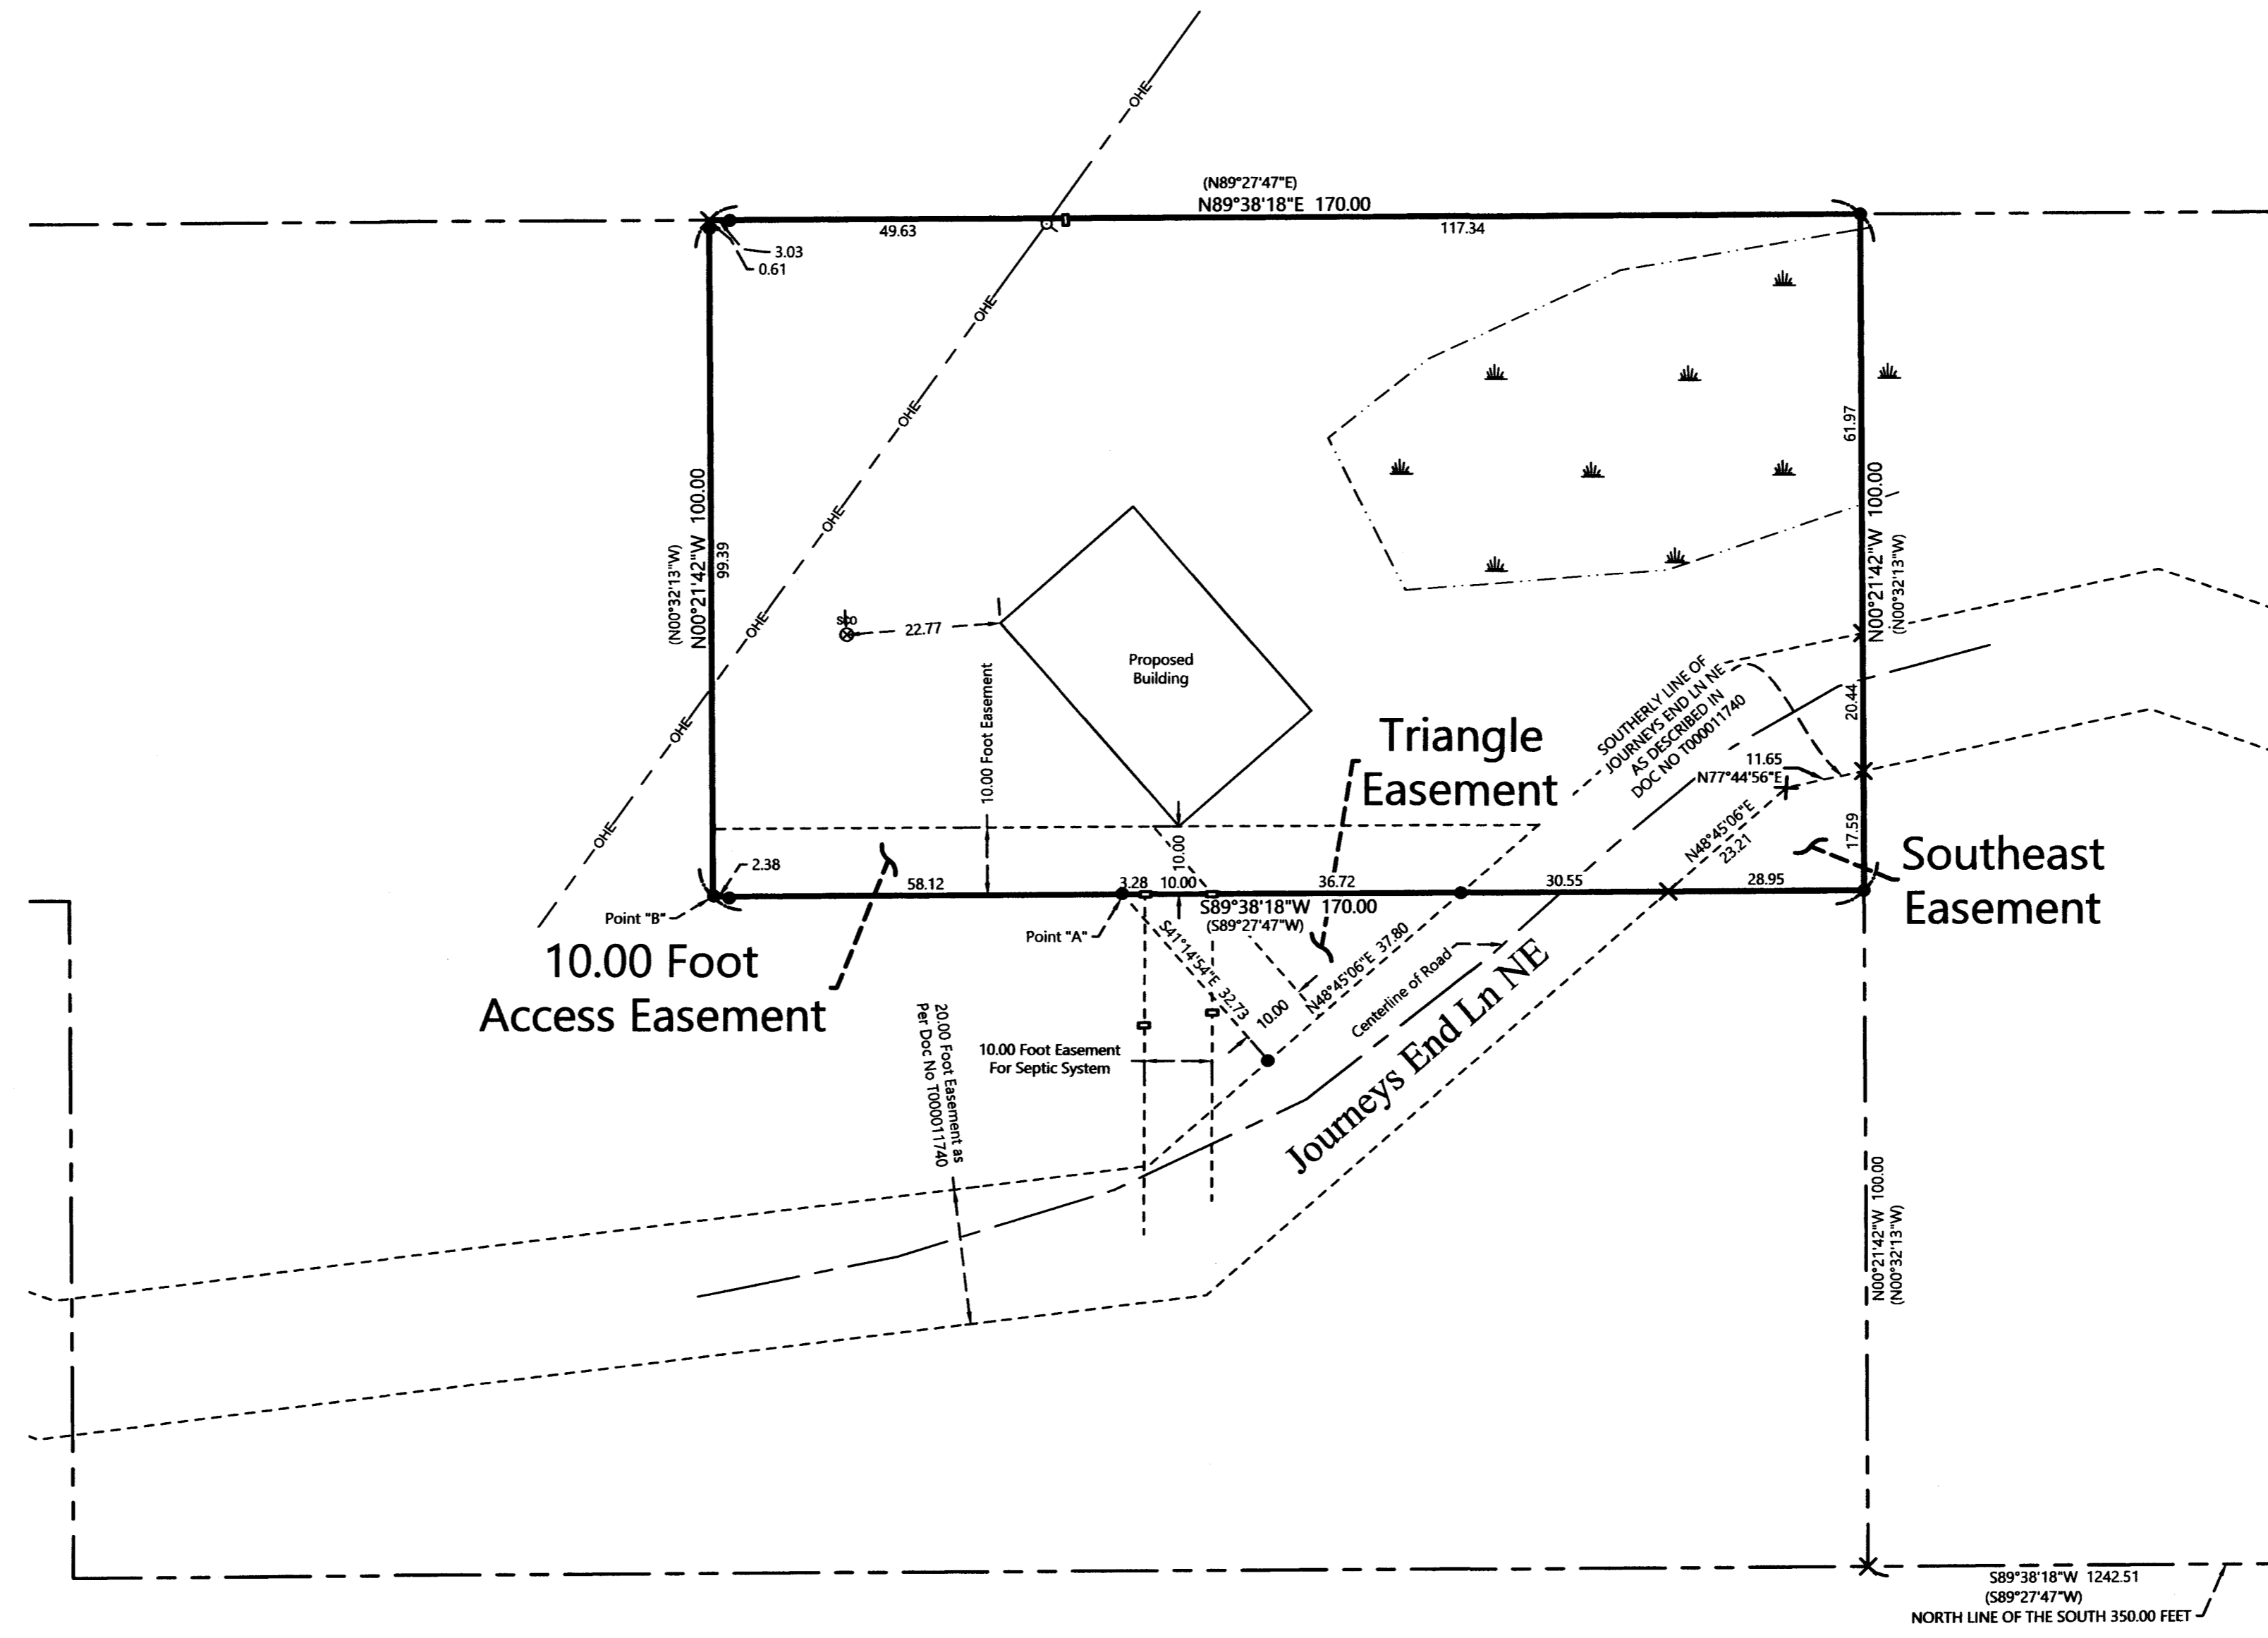 OHE
(N89°27'47"E)
N89°38'18"E 170.00
49.63
117.34
3.03
0.61
OHE
OHE
OHE
OHE
OHE
OHE
(N00°32'13"W)
N00°21'42"W 100.00
99.39
61.97
N00°21'42"W 100.00
(N00°32'13"W)
sco
22.77
Proposed
Building
10.00 Foot Easement
Triangle
Easement
SOUTHERLY LINE OF
JOURNEYS END LN NE
AS DESCRIBED IN
DOC NO T000011740
20.44
11.65
N77°44'56"E
N48°45'06"E
23.21
17.59
Southeast
Easement
2.38
58.12
3.28
10.00
10.00
36.72
30.55
28.95
S89°38'18"W 170.00
(S89°27'47"W)
Point "B"
Point "A"
10.00 Foot
Access Easement
S41°14'54"E 32.73
10.00
N48°45'06"E 37.80
Centerline of Road
Journeys End Ln NE
10.00 Foot Easement
For Septic System
20.00 Foot Easement as
Per Doc No T000011740
N00°21'42"W 100.00
(N00°32'13"W)
S89°38'18"W 1242.51
(S89°27'47"W)
NORTH LINE OF THE SOUTH 350.00 FEET